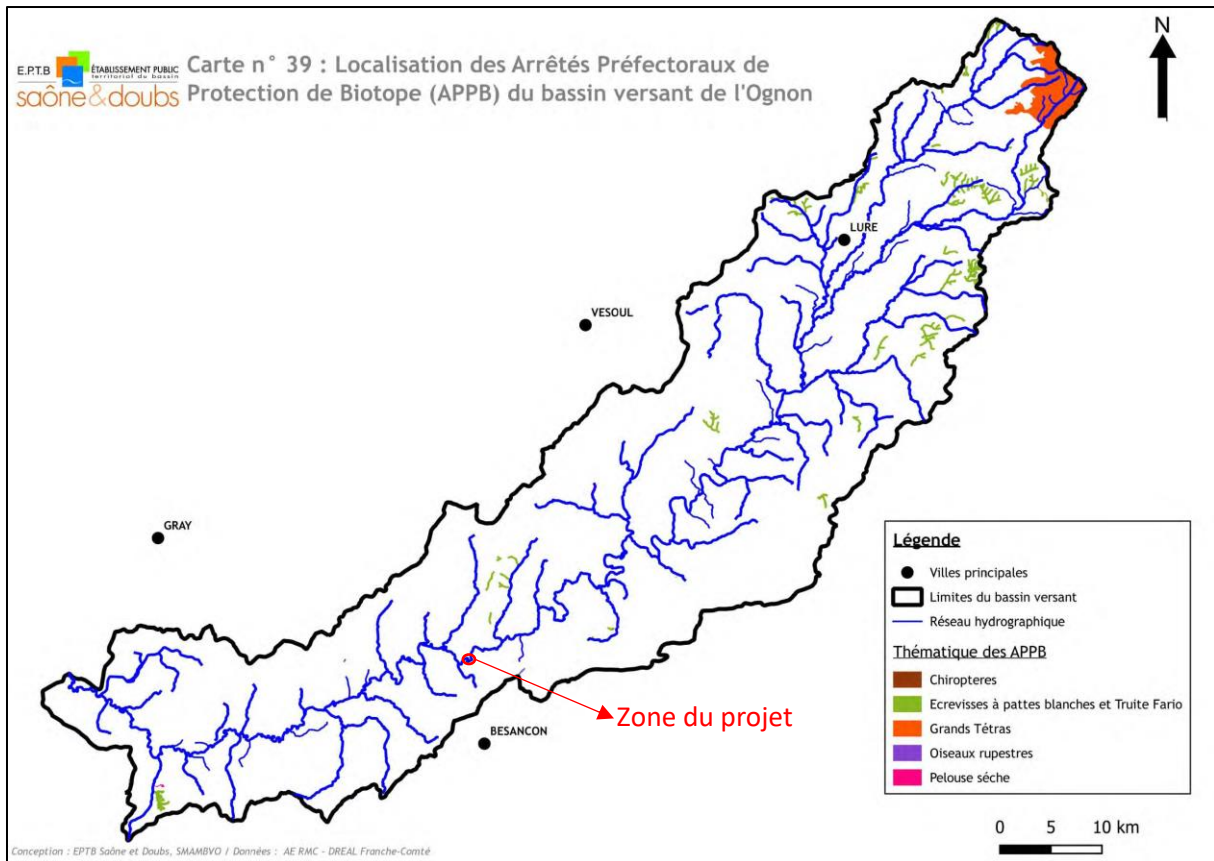 E.P.T.B ÉTABLISSEMENT PUBLIC
territorial du bassin
saône&doubs
Carte n° 39 : Localisation des Arrêtés Préfectoraux de
Protection de Biotope (APPB) du bassin versant de l'Ognon
N
LURE
VESOUL
GRAY
BESANCON
Zone du projet
Légende
Villes principales
Limites du bassin versant
Réseau hydrographique
Thématique des APPB
Chiropteres
Ecrevisses à pattes blanches et Truite Fario
Grands Tétras
Oiseaux rupestres
Pelouse séche
0 5 10 km
Conception : EPTB Saône et Doubs, SMAMBVO / Données : AE RMC - DREAL Franche-Comté